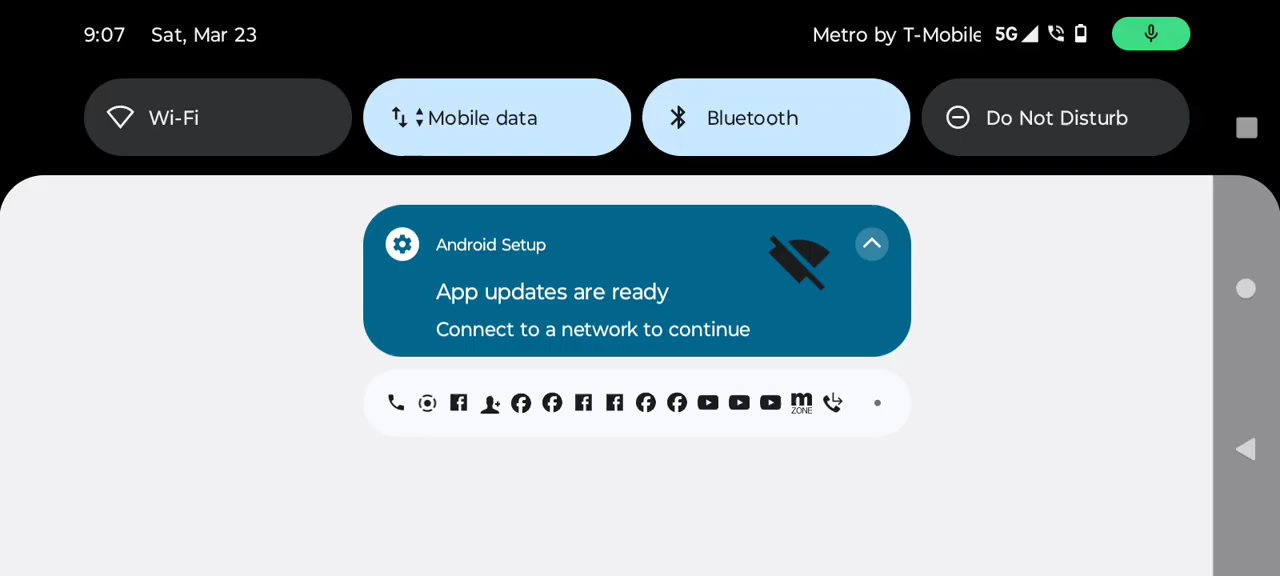 9:07 Sat, Mar 23 Metro by T-Mobile 5G
Wi-Fi Mobile data Bluetooth Do Not Disturb
Android Setup
App updates are ready
Connect to a network to continue
m
ZONE